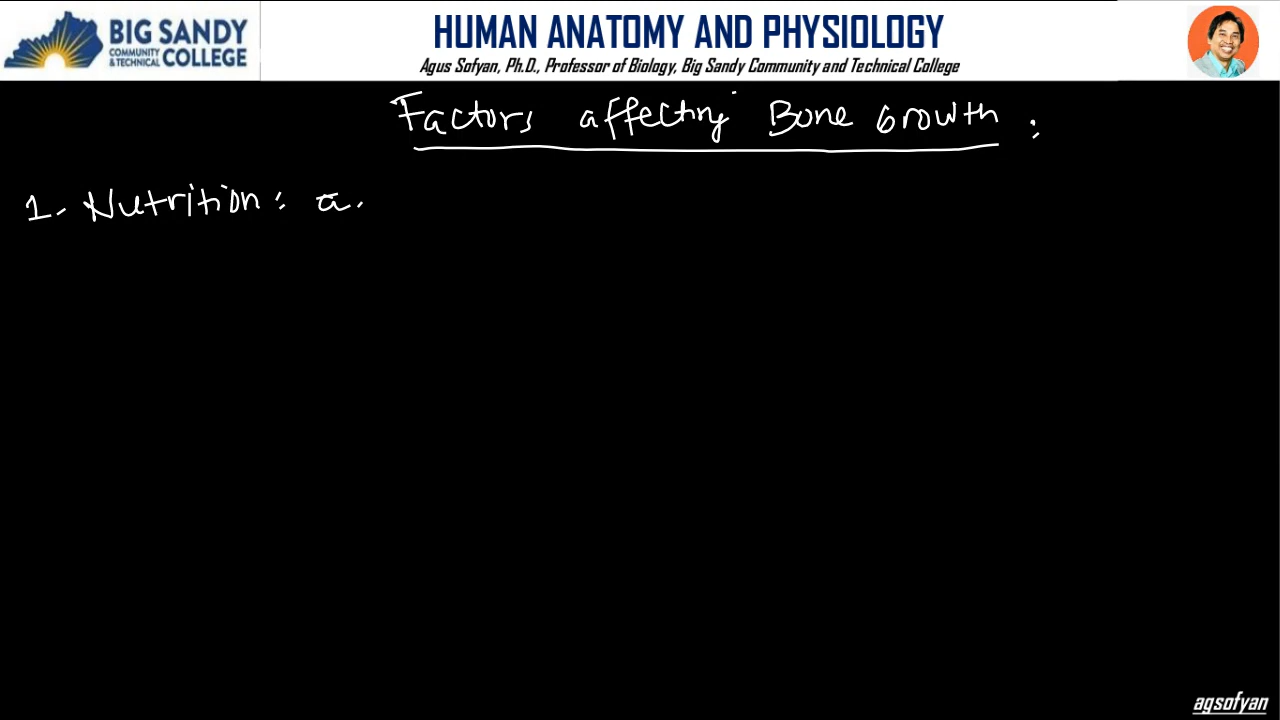 BIG SANDY
COMMUNITY & TECHNICAL COLLEGE
HUMAN ANATOMY AND PHYSIOLOGY
Agus Sofyan, Ph.D., Professor of Biology, Big Sandy Community and Technical College
Factors affecting Bone Growth :
1. Nutrition : a.
agsofyan